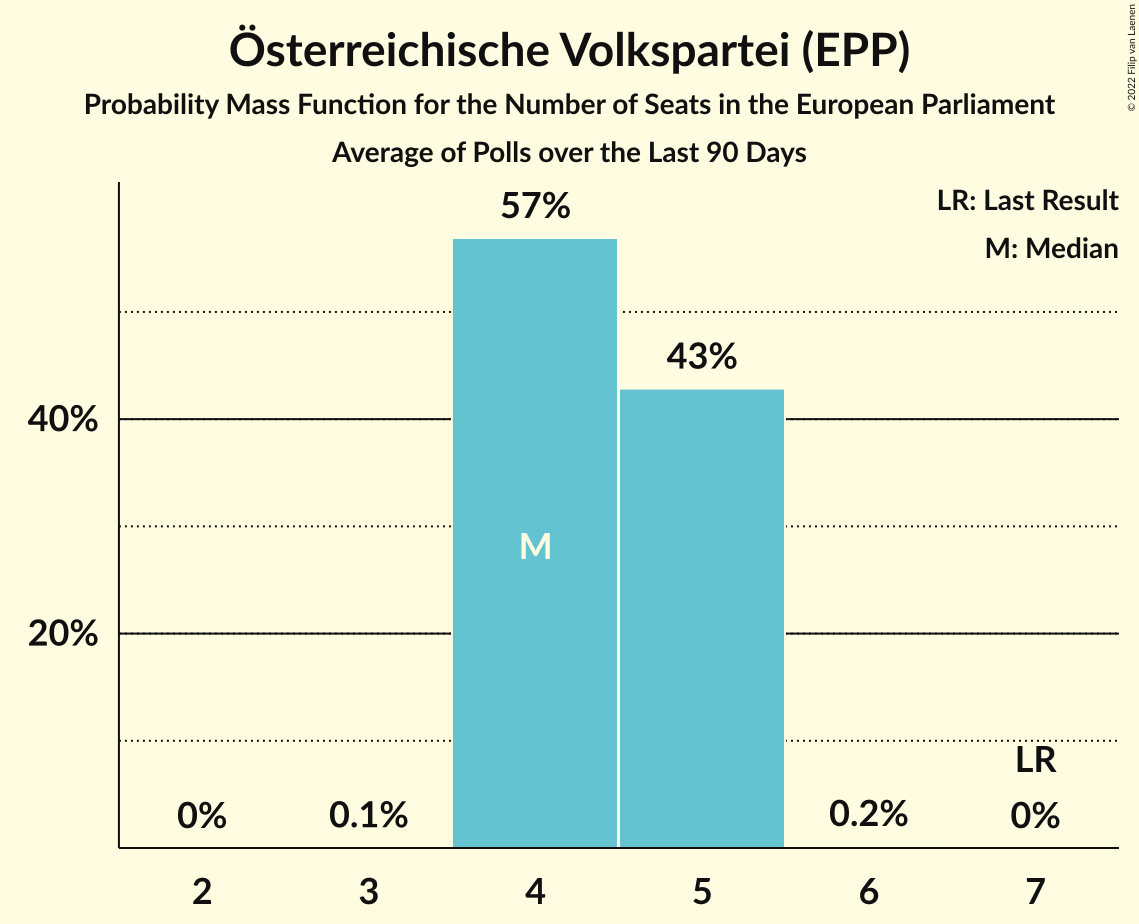 Österreichische Volkspartei (EPP)
Probability Mass Function for the Number of Seats in the European Parliament
Average of Polls over the Last 90 Days
© 2022 Filip van Laenen
LR: Last Result
M: Median
57%
43%
40%
M
20%
LR
0%
0.1%
0.2%
0%
2
3
4
5
6
7